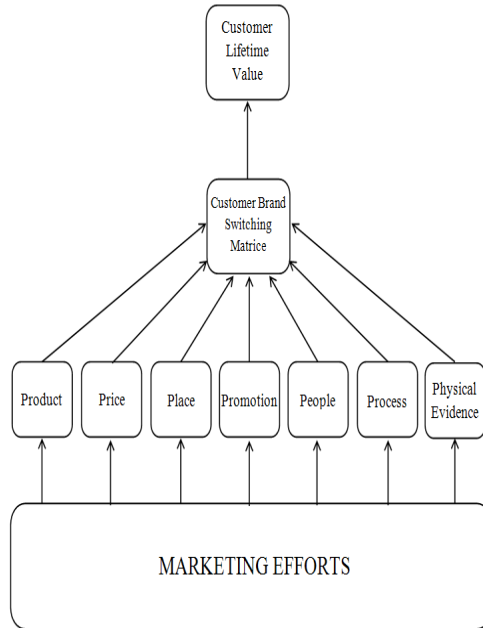 Customer
Lifetime
Value
Customer Brand
Switching
Matrice
Product
Price
Place
Promotion
People
Process
Physical
Evidence
MARKETING EFFORTS